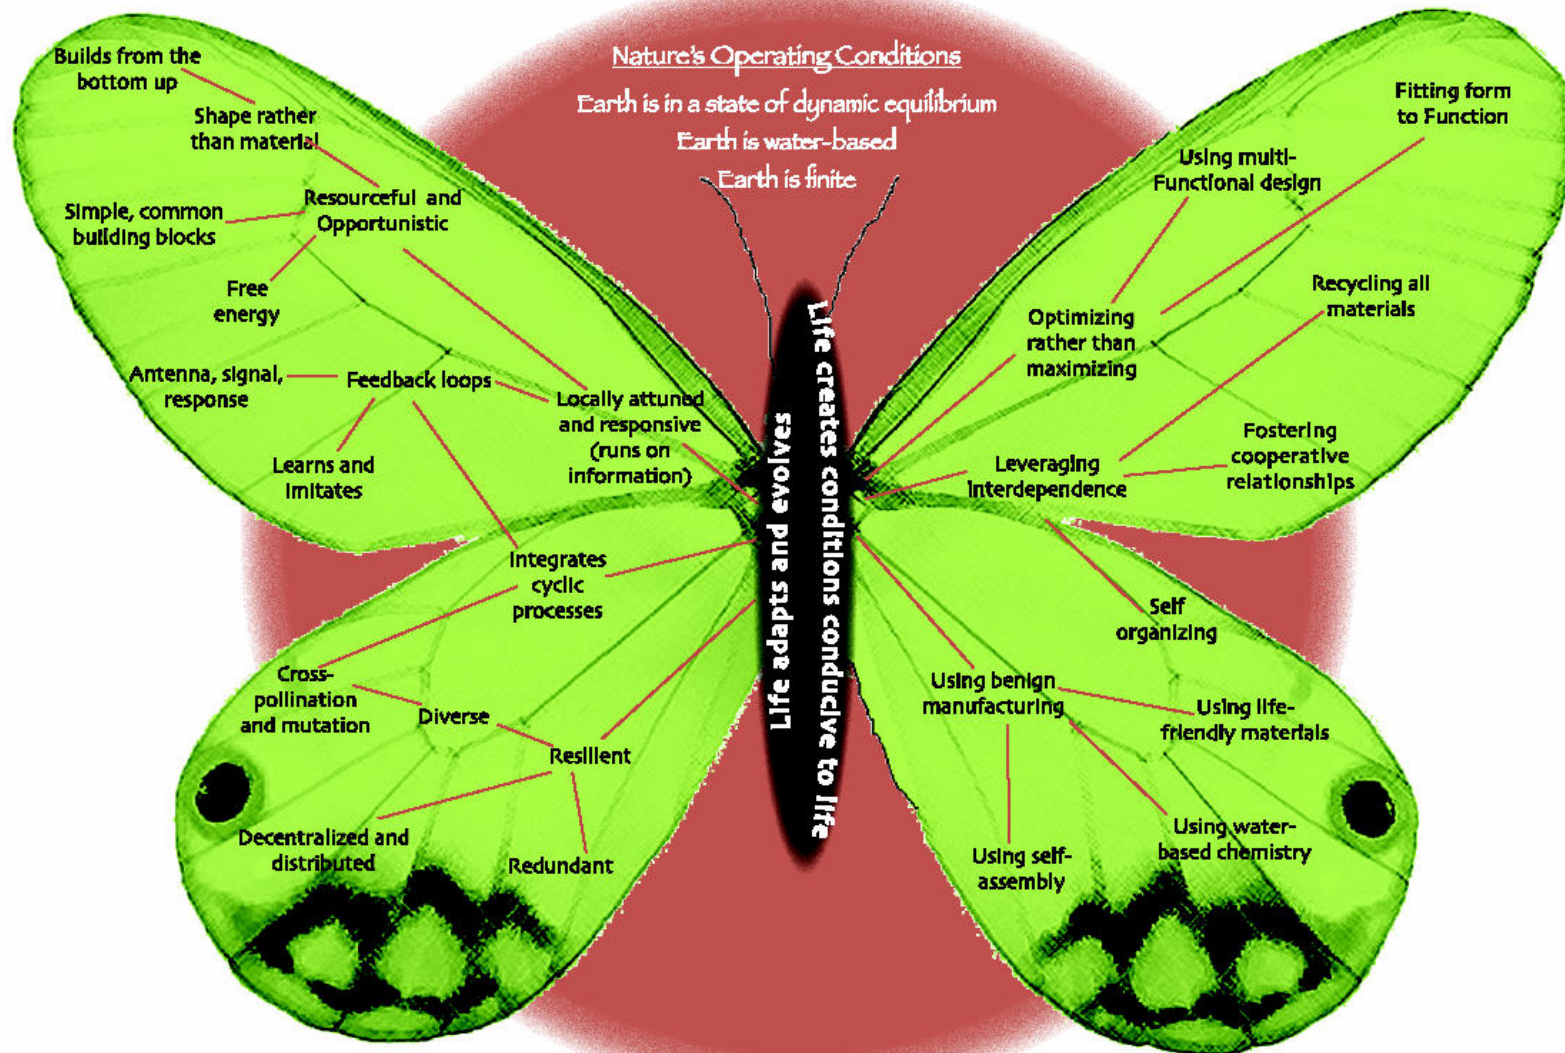 Nature's Operating Conditions
Earth is in a state of dynamic equilibrium
Earth is water-based
Earth is finite
Builds from the
bottom up
Shape rather
than material
Resourceful and
Opportunistic
Simple, common
building blocks
Free
energy
Antenna, signal,
response
Feedback loops
Locally attuned
and responsive
(runs on
information)
Learns and
imitates
Integrates
cyclic
processes
Cross-
pollination
and mutation
Diverse
Resilient
Decentralized and
distributed
Redundant
Life adapts and evolves
Life creates conditions conducive to life
Fitting form
to Function
Using multi-
Functional design
Recycling all
materials
Optimizing
rather than
maximizing
Fostering
cooperative
relationships
Leveraging
interdependence
Self
organizing
Using benign
manufacturing
Using life-
friendly materials
Using water-
based chemistry
Using self-
assembly